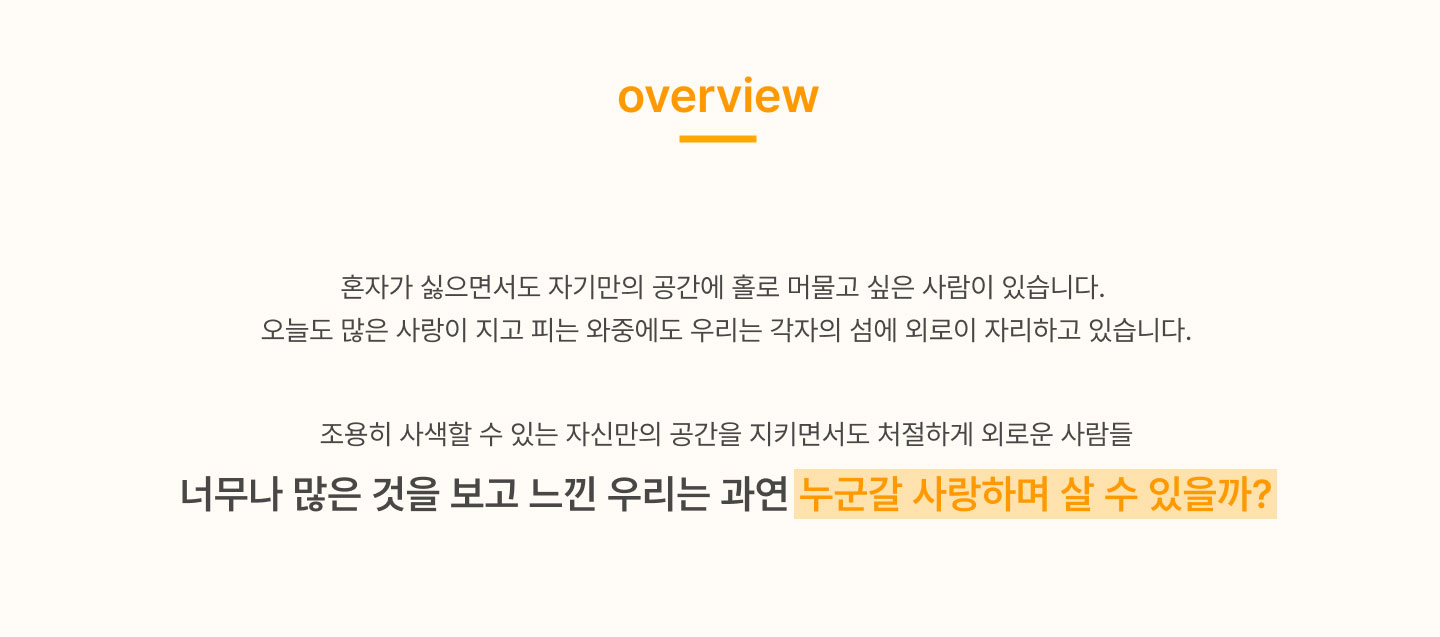 overview
혼자가 싫으면서도 자기만의 공간에 홀로 머물고 싶은 사람이 있습니다.
오늘도 많은 사랑이 지고 피는 와중에도 우리는 각자의 섬에 외로이 자리하고 있습니다.
조용히 사색할 수 있는 자신만의 공간을 지키면서도 처절하게 외로운 사람들
너무나 많은 것을 보고 느낀 우리는 과연 누군갈 사랑하며 살 수 있을까?